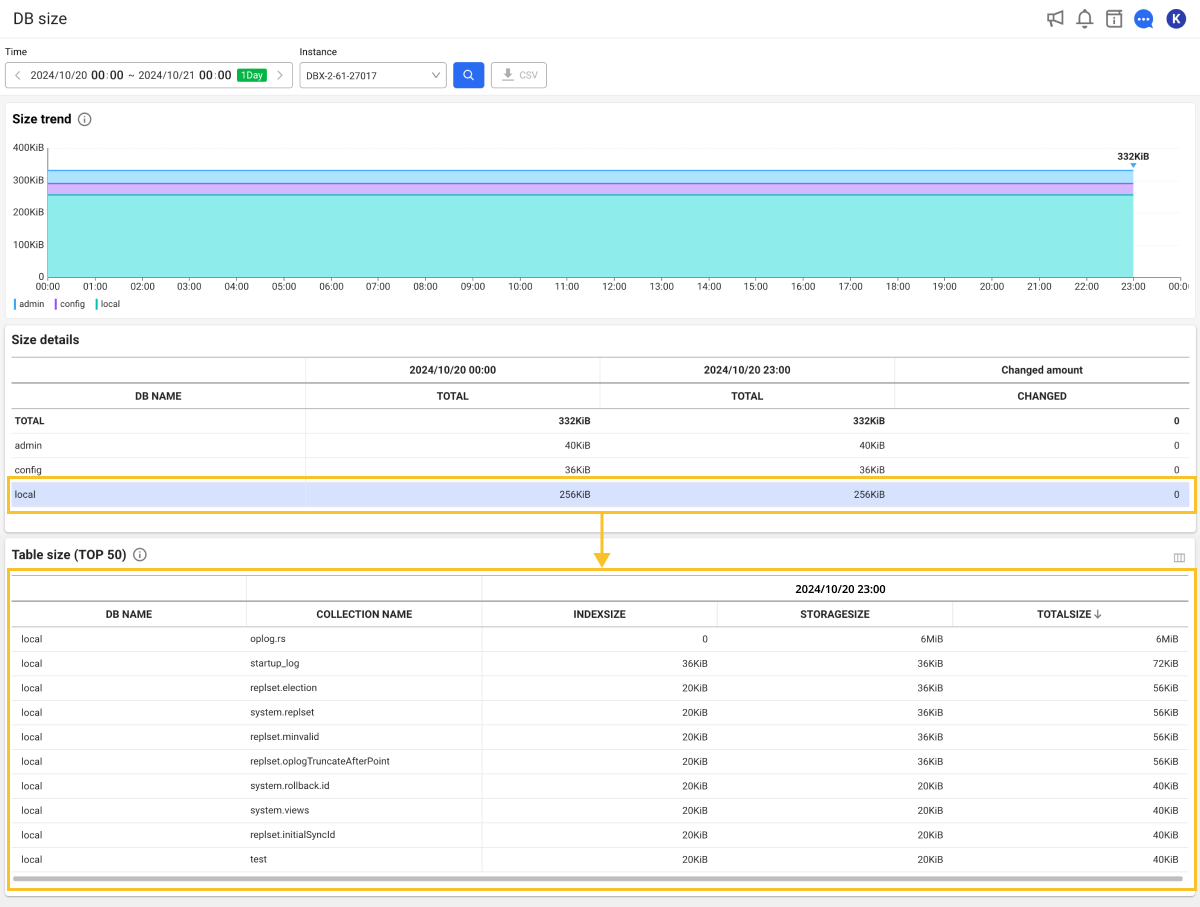 DB size
K
Time
Instance
2024/10/20 00:00 ~ 2024/10/21 00:00 1Day
DBX-2-61-27017
CSV
Size trend
400KiB
300KiB
200KiB
100KiB
0
332KiB
00:00 01:00 02:00 03:00 04:00 05:00 06:00 07:00 08:00 09:00 10:00 11:00 12:00 13:00 14:00 15:00 16:00 17:00 18:00 19:00 20:00 21:00 22:00 23:00 00:0
admin config local
Size details
2024/10/20 00:00 2024/10/20 23:00 Changed amount
DB NAME TOTAL TOTAL CHANGED
TOTAL 332KiB 332KiB 0
admin 40KiB 40KiB 0
config 36KiB 36KiB 0
local 256KiB 256KiB 0
Table size (TOP 50)
2024/10/20 23:00
DB NAME COLLECTION NAME INDEXSIZE STORAGESIZE TOTALSIZE
local oplog.rs 0 6MiB 6MiB
local startup_log 36KiB 36KiB 72KiB
local replset.election 20KiB 36KiB 56KiB
local system.replset 20KiB 36KiB 56KiB
local replset.minvalid 20KiB 36KiB 56KiB
local replset.oplogTruncateAfterPoint 20KiB 36KiB 56KiB
local system.rollback.id 20KiB 20KiB 40KiB
local system.views 20KiB 20KiB 40KiB
local replset.initialSyncId 20KiB 20KiB 40KiB
local test 20KiB 20KiB 40KiB